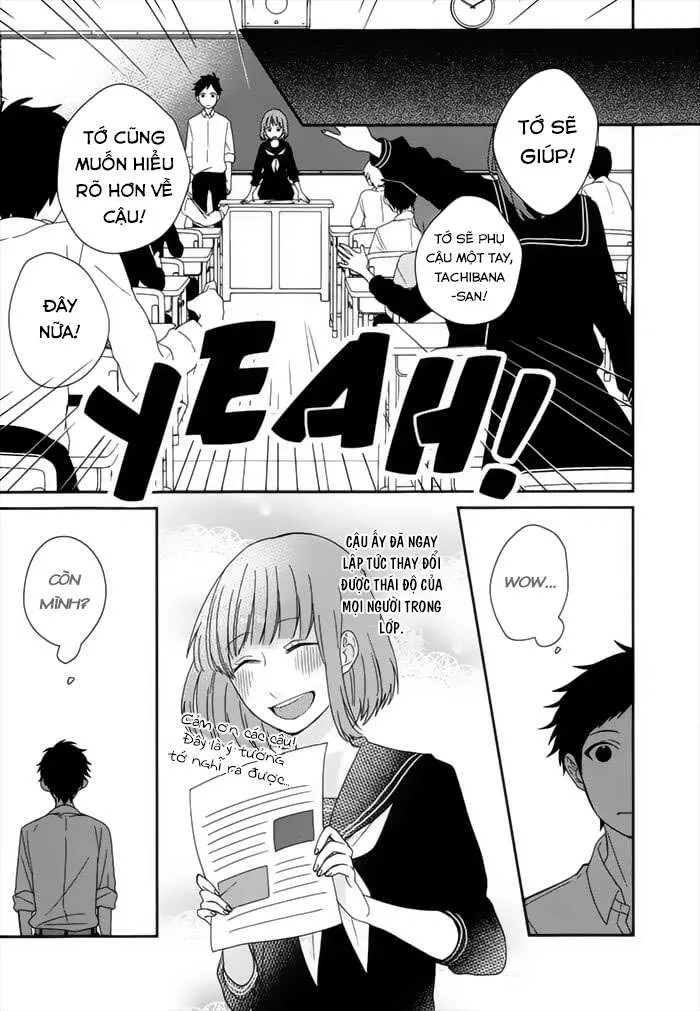 TỚ SẼ
GIÚP!
TỚ SẼ PHỤ
CẬU MỘT TAY,
TACHIBANA
-SAN!
TỚ CŨNG
MUỐN HIỂU
RÕ HƠN VỀ
CẬU!
ĐÂY
NỮA!
YEAH!
WOW...
CẬU ẤY ĐÃ NGAY
LẬP TỨC THAY ĐỔI
ĐƯỢC THÁI ĐỘ CỦA
MỌI NGƯỜI TRONG
LỚP.
Cảm ơn các cậu!
Đây là ý tưởng
tớ nghĩ ra được...
CÒN
MÌNH?